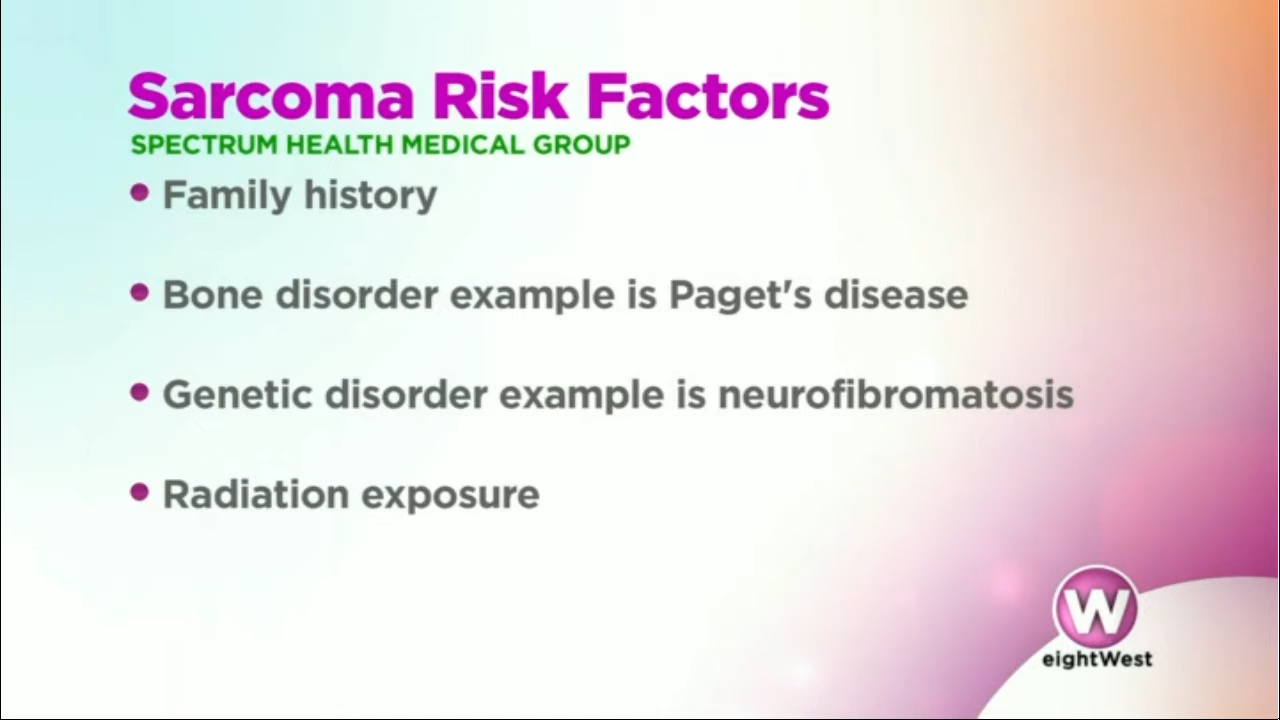 Sarcoma Risk Factors
SPECTRUM HEALTH MEDICAL GROUP
• Family history
• Bone disorder example is Paget's disease
• Genetic disorder example is neurofibromatosis
• Radiation exposure
W
eightWest